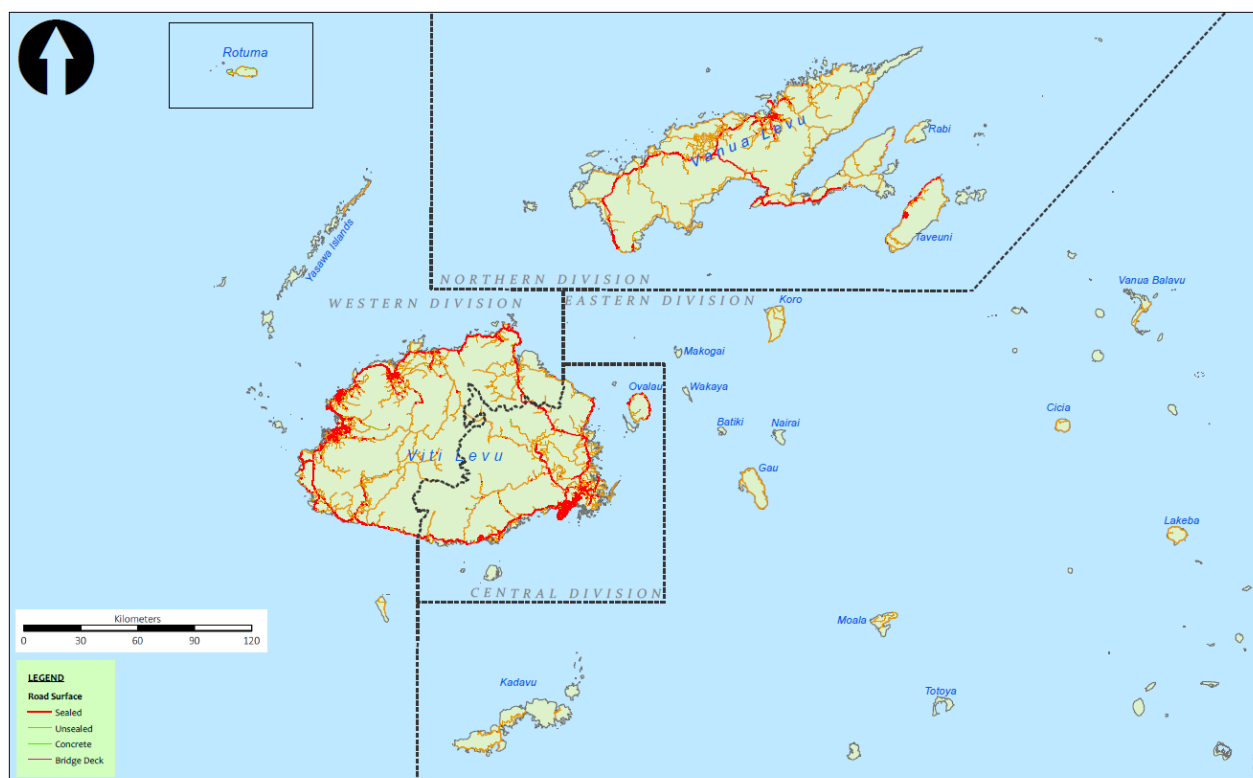 Rotuma
Vanua Levu
Rabi
Taveuni
Yasawa Islands
NORTHERN DIVISION
WESTERN DIVISION
EASTERN DIVISION
Koro
Vanua Balavu
Makogai
Ovalau
Wakaya
Cicia
Batiki
Nairai
Viti Levu
Gau
Lakeba
CENTRAL DIVISION
Kilometers
0 30 60 90 120
Moala
LEGEND
Road Surface
Sealed
Unsealed
Concrete
Bridge Deck
Kadavu
Totoya